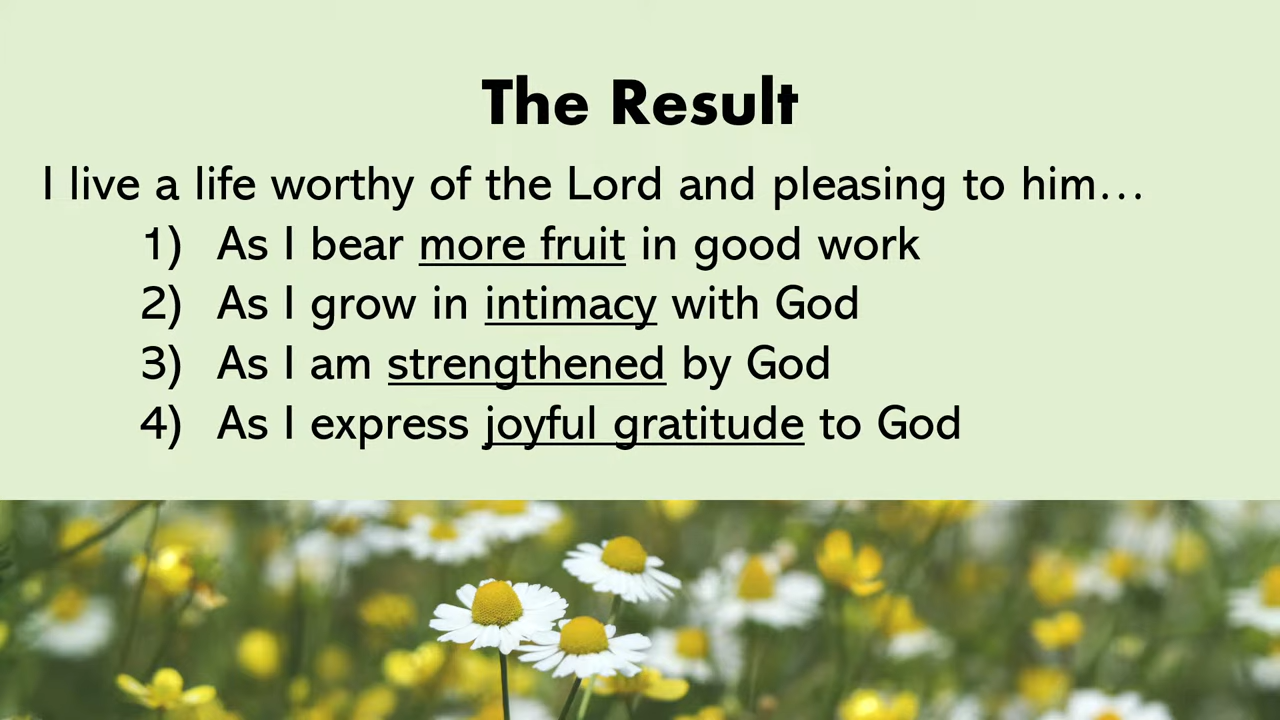 The Result
I live a life worthy of the Lord and pleasing to him...
1) As I bear more fruit in good work
2) As I grow in intimacy with God
3) As I am strengthened by God
4) As I express joyful gratitude to God